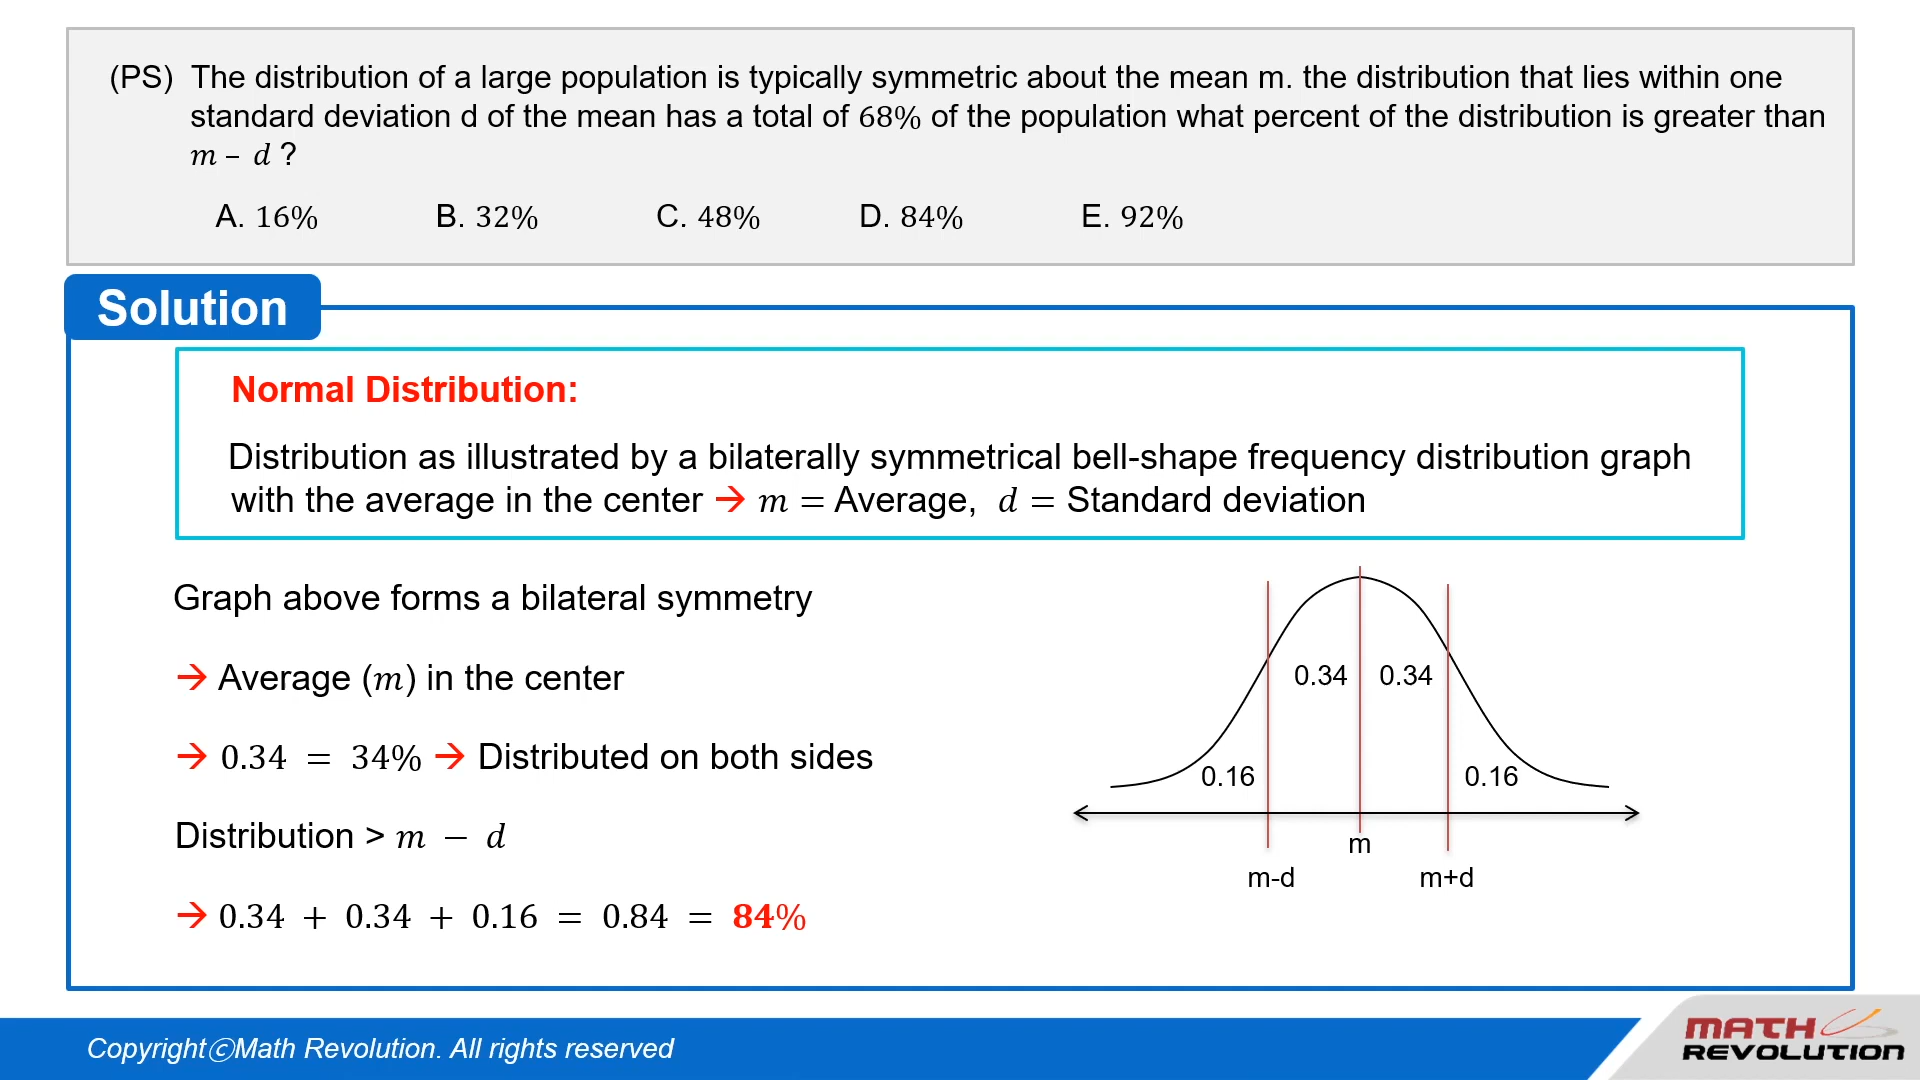 (PS) The distribution of a large population is typically symmetric about the mean m. the distribution that lies within one
standard deviation d of the mean has a total of 68% of the population what percent of the distribution is greater than
m – d ?
A. 16% B. 32% C. 48% D. 84% E. 92%
Solution
Normal Distribution:
Distribution as illustrated by a bilaterally symmetrical bell-shape frequency distribution graph
with the average in the center → m = Average, d = Standard deviation
Graph above forms a bilateral symmetry
→ Average (m) in the center
→ 0.34 = 34% → Distributed on both sides
Distribution > m − d
→ 0.34 + 0.34 + 0.16 = 0.84 = 84%
0.34 0.34
0.16 0.16
m
m-d m+d
CopyrightⓒMath Revolution. All rights reserved
MATH
REVOLUTION